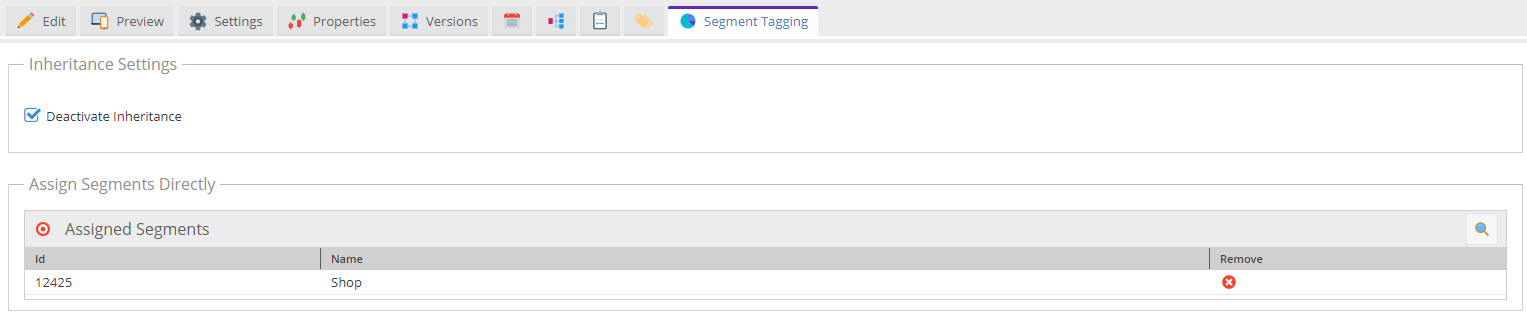 Edit Preview Settings Properties Versions Segment Tagging
Inheritance Settings
Deactivate Inheritance
Assign Segments Directly
Assigned Segments
Id Name Remove
12425 Shop